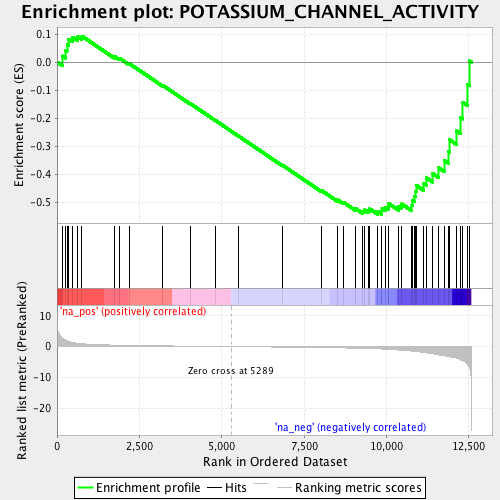 Enrichment plot: POTASSIUM_CHANNEL_ACTIVITY
Enrichment score (ES)
0.1
0.0
-0.1
-0.2
-0.3
-0.4
-0.5
'na_pos' (positively correlated)
Ranked list metric (PreRanked)
10
5
0
-10
-20
Zero cross at 5289
'na_neg' (negatively correlated)
0
2,500
5,000
7,500
10,000
12,500
Rank in Ordered Dataset
Enrichment profile
Hits
Ranking metric scores